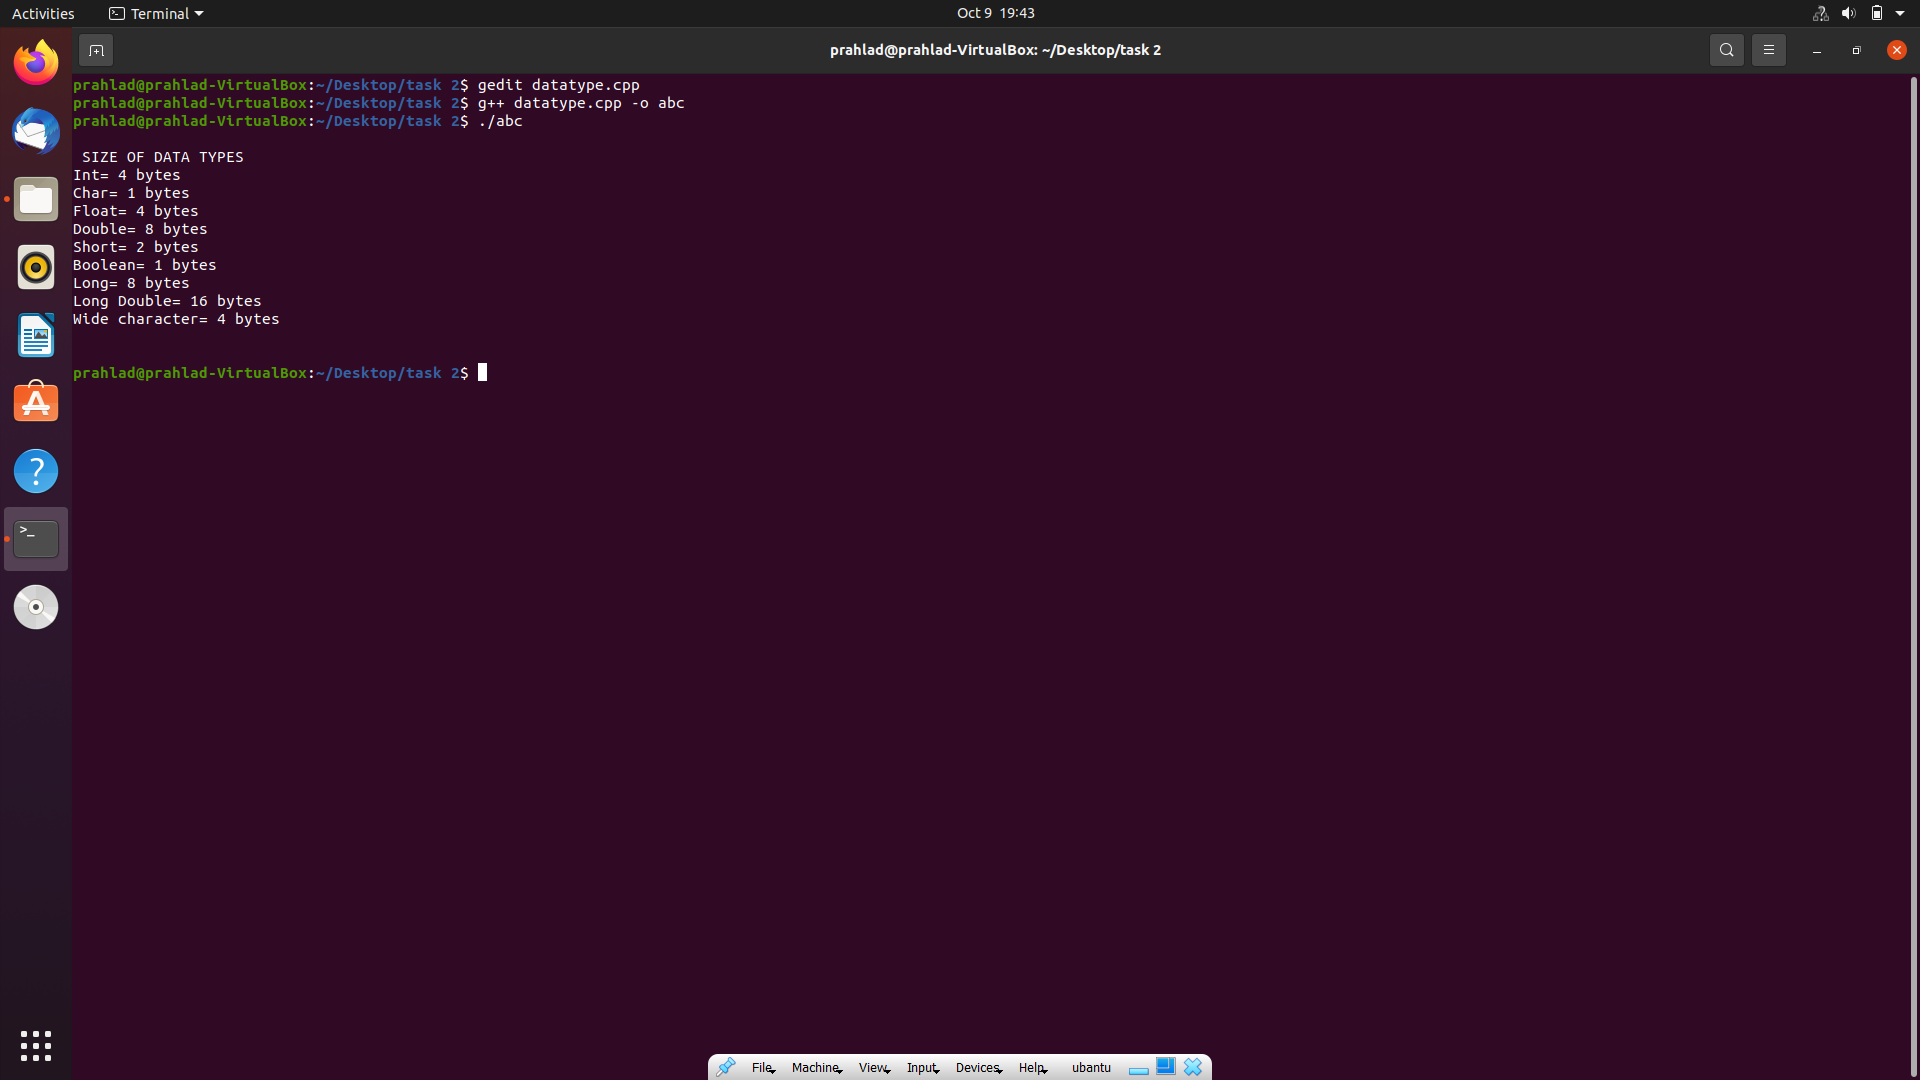 Activities
Terminal
Oct 9 19:43
prahlad@prahlad-VirtualBox: ~/Desktop/task 2
prahlad@prahlad-VirtualBox:~/Desktop/task 2$ gedit datatype.cpp
prahlad@prahlad-VirtualBox:~/Desktop/task 2$ g++ datatype.cpp -o abc
prahlad@prahlad-VirtualBox:~/Desktop/task 2$ ./abc
SIZE OF DATA TYPES
Int= 4 bytes
Char= 1 bytes
Float= 4 bytes
Double= 8 bytes
Short= 2 bytes
Boolean= 1 bytes
Long= 8 bytes
Long Double= 16 bytes
Wide character= 4 bytes
prahlad@prahlad-VirtualBox:~/Desktop/task 2$
File Machine View Input Devices Help ubantu